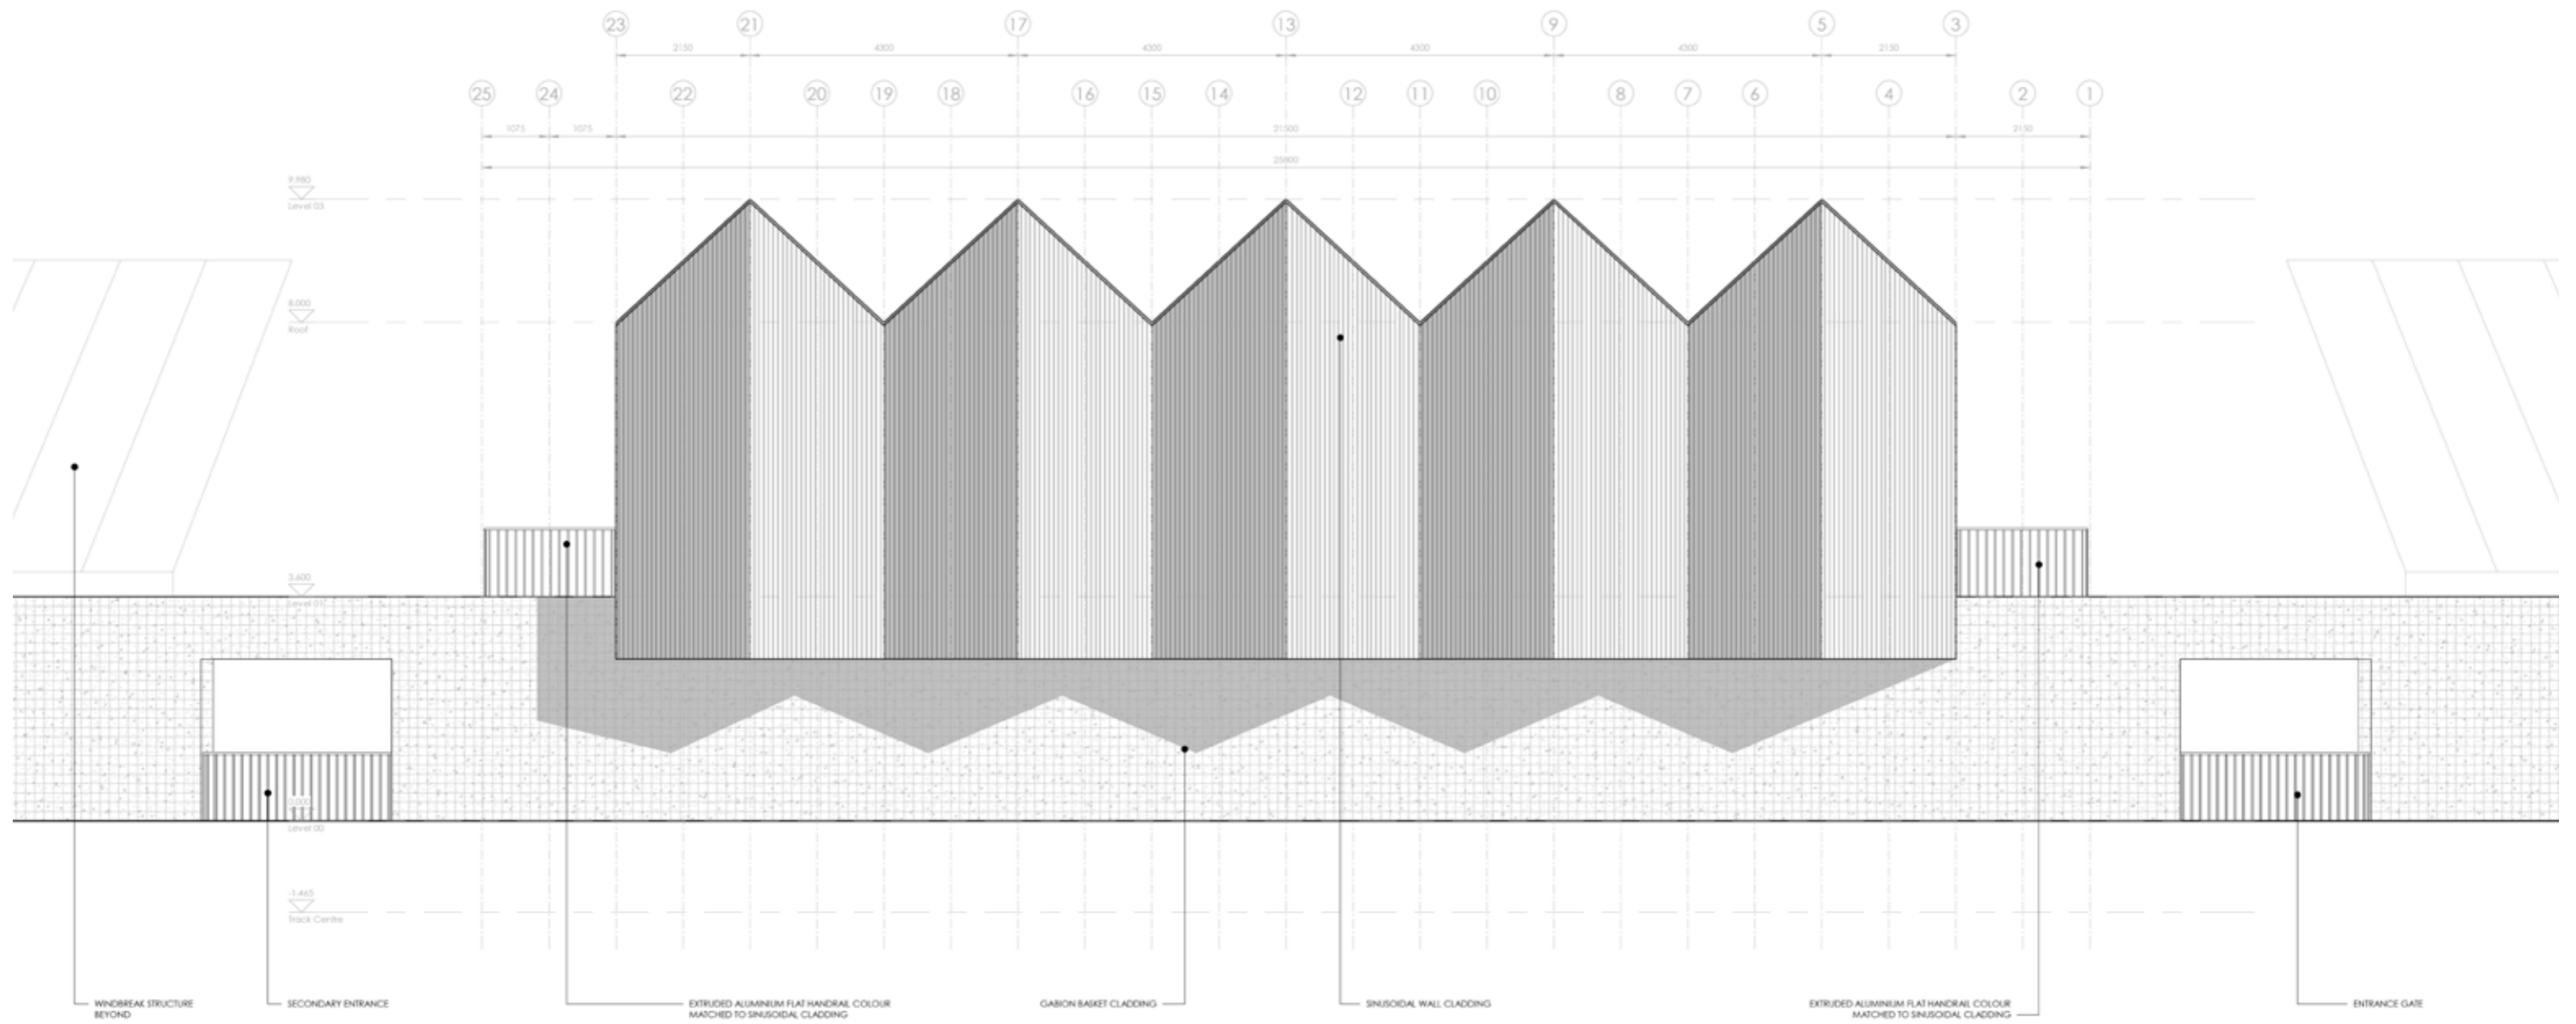 23 21 17 13 9 5 3
2150 4300 4300 4300 4300 2150
25 24 22 20 19 18 16 15 14 12 11 10 8 7 6 4 2 1
1075 1075 21500 2150
25800
9.980
Level 03
8.000
Roof
3.600
Level 01
0.000
Level 00
-1.465
Track Centre
WINDBREAK STRUCTURE
BEYOND
SECONDARY ENTRANCE
EXTRUDED ALUMINIUM FLAT HANDRAIL COLOUR
MATCHED TO SINUSOIDAL CLADDING
GABION BASKET CLADDING
SINUSOIDAL WALL CLADDING
EXTRUDED ALUMINIUM FLAT HANDRAIL COLOUR
MATCHED TO SINUSOIDAL CLADDING
ENTRANCE GATE